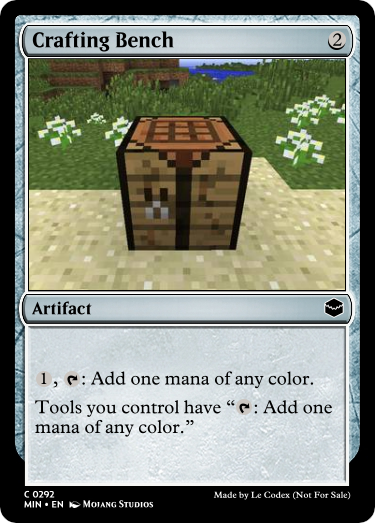 Crafting Bench 2
Artifact
1, : Add one mana of any color.
Tools you control have “: Add one
mana of any color.”
C 0292
MIN • EN Mojang Studios
Made by Le Codex (Not For Sale)